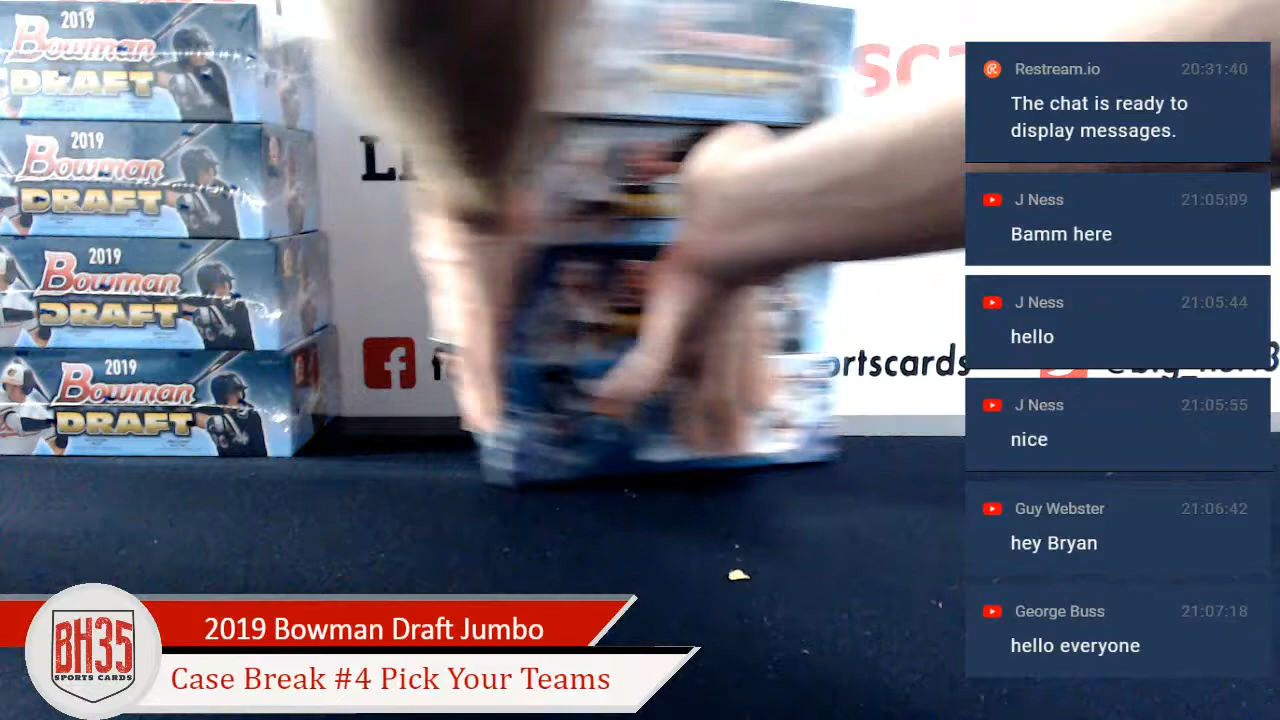 2019
Bowman
DRAFT
2019
Bowman
DRAFT
2019
Bowman
DRAFT
2019
Bowman
DRAFT
ortscards
Restream.io 20:31:40
The chat is ready to
display messages.
J Ness 21:05:09
Bamm here
J Ness 21:05:44
hello
J Ness 21:05:55
nice
Guy Webster 21:06:42
hey Bryan
George Buss 21:07:18
hello everyone
BH35
SPORTS CARDS
2019 Bowman Draft Jumbo
Case Break #4 Pick Your Teams